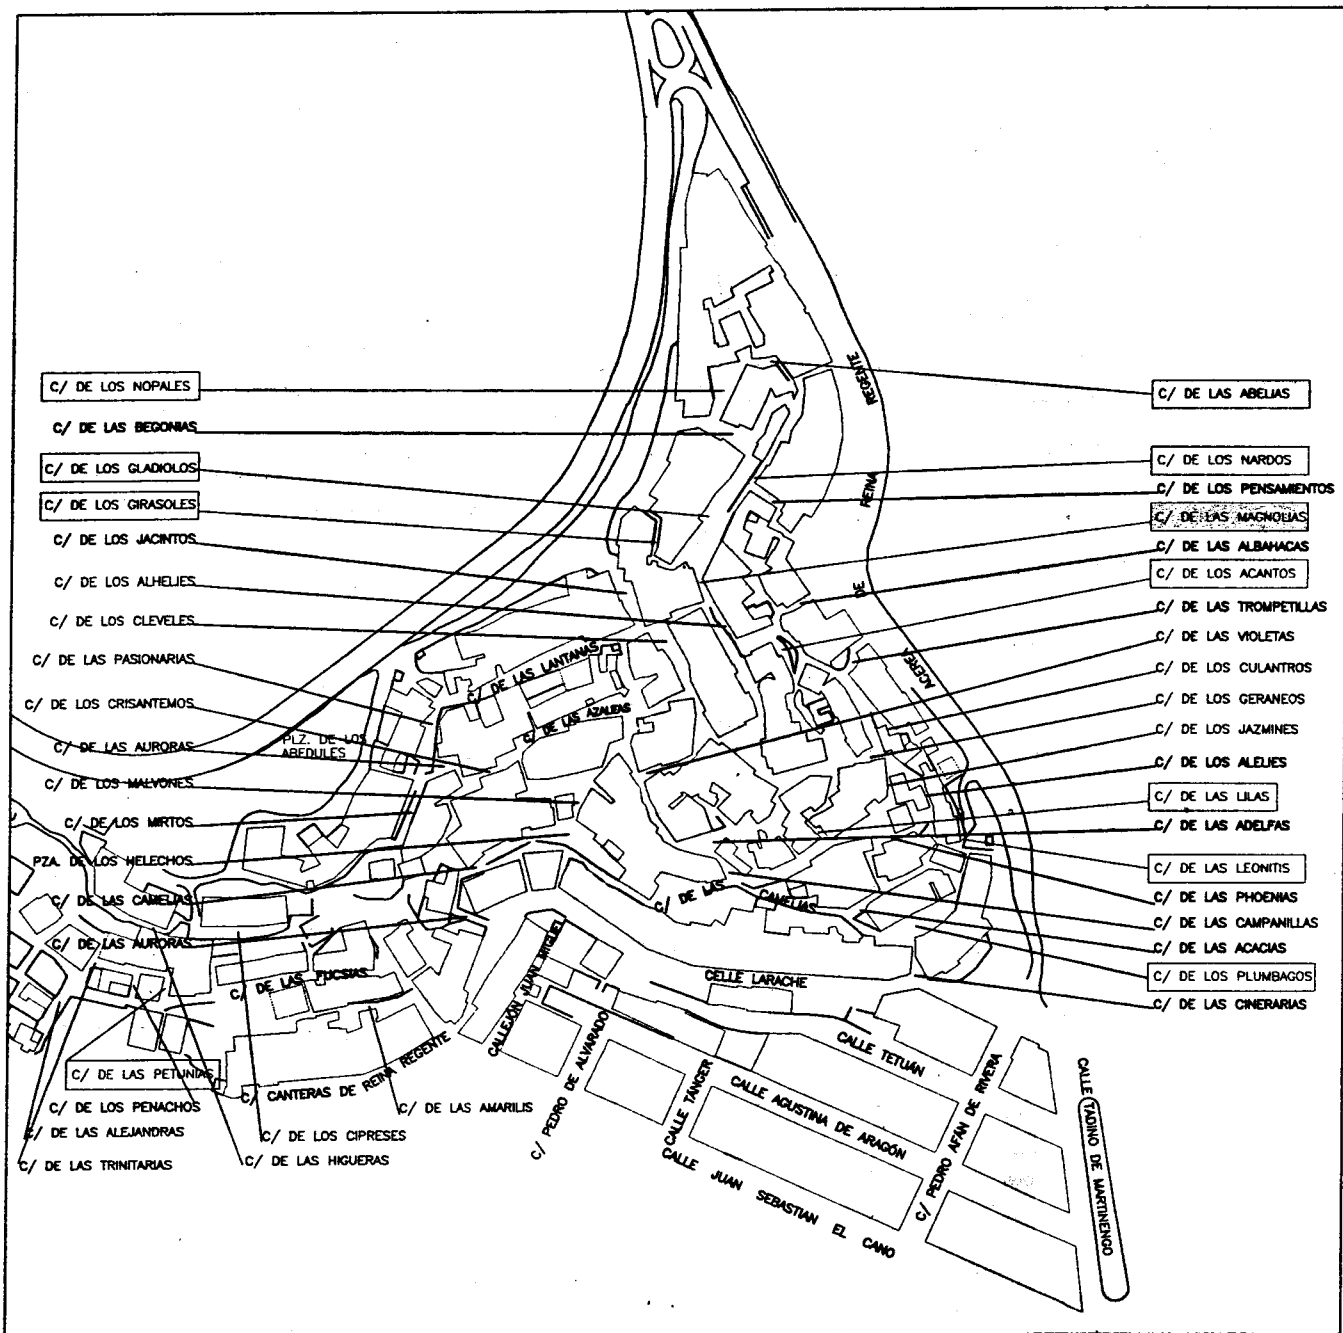 C/ DE LOS NOPALES
C/ DE LAS BEGONIAS
C/ DE LOS GLADIOLOS
C/ DE LOS GIRASOLES
C/ DE LOS JACINTOS
C/ DE LOS ALHELIES
C/ DE LOS CLEVELES
C/ DE LAS PASIONARIAS
C/ DE LOS CRISANTEMOS
C/ DE LAS AURORAS
C/ DE LOS MALVONES
C/ DE LOS MIRTOS
PZA. DE LOS HELECHOS
C/ DE LAS CAMELIAS
C/ DE LAS AURORAS
C/ DE LAS PETUNIAS
C/ DE LOS PENACHOS
C/ DE LAS ALEJANDRAS
C/ DE LAS TRINITARIAS
C/ DE LOS CIPRESES
C/ DE LAS HIGUERAS
C/ DE LAS AMARILIS
PLZ. DE LOS
ABEDULES
C/ DE LAS LANTANAS
C/ DE LAS AZALEAS
C/ DE LAS FUCSIAS
C/ CANTERAS DE REINA REGENTE
C/ DE LAS CAMELIAS
CELLE LARACHE
CALLEJÓN JUAN MIGUEL
C/ PEDRO DE ALVARADO
CALLE TÁNGER
CALLE TETUÁN
CALLE AGUSTINA DE ARAGÓN
CALLE JUAN SEBASTIAN EL CANO
C/ PEDRO AFÁN DE RIVERA
CALLE TADINO DE MARTINENGO
ACEREA DE REINA REGENTE
C/ DE LAS ABELIAS
C/ DE LOS NARDOS
C/ DE LOS PENSAMIENTOS
C/ DE LAS MAGNOLIAS
C/ DE LAS ALBAHACAS
C/ DE LOS ACANTOS
C/ DE LAS TROMPETILLAS
C/ DE LAS VIOLETAS
C/ DE LOS CULANTROS
C/ DE LOS GERANEOS
C/ DE LOS JAZMINES
C/ DE LOS ALELIES
C/ DE LAS LILAS
C/ DE LAS ADELFAS
C/ DE LAS LEONITIS
C/ DE LAS PHOENIAS
C/ DE LAS CAMPANILLAS
C/ DE LAS ACACIAS
C/ DE LOS PLUMBAGOS
C/ DE LAS CINERARIAS